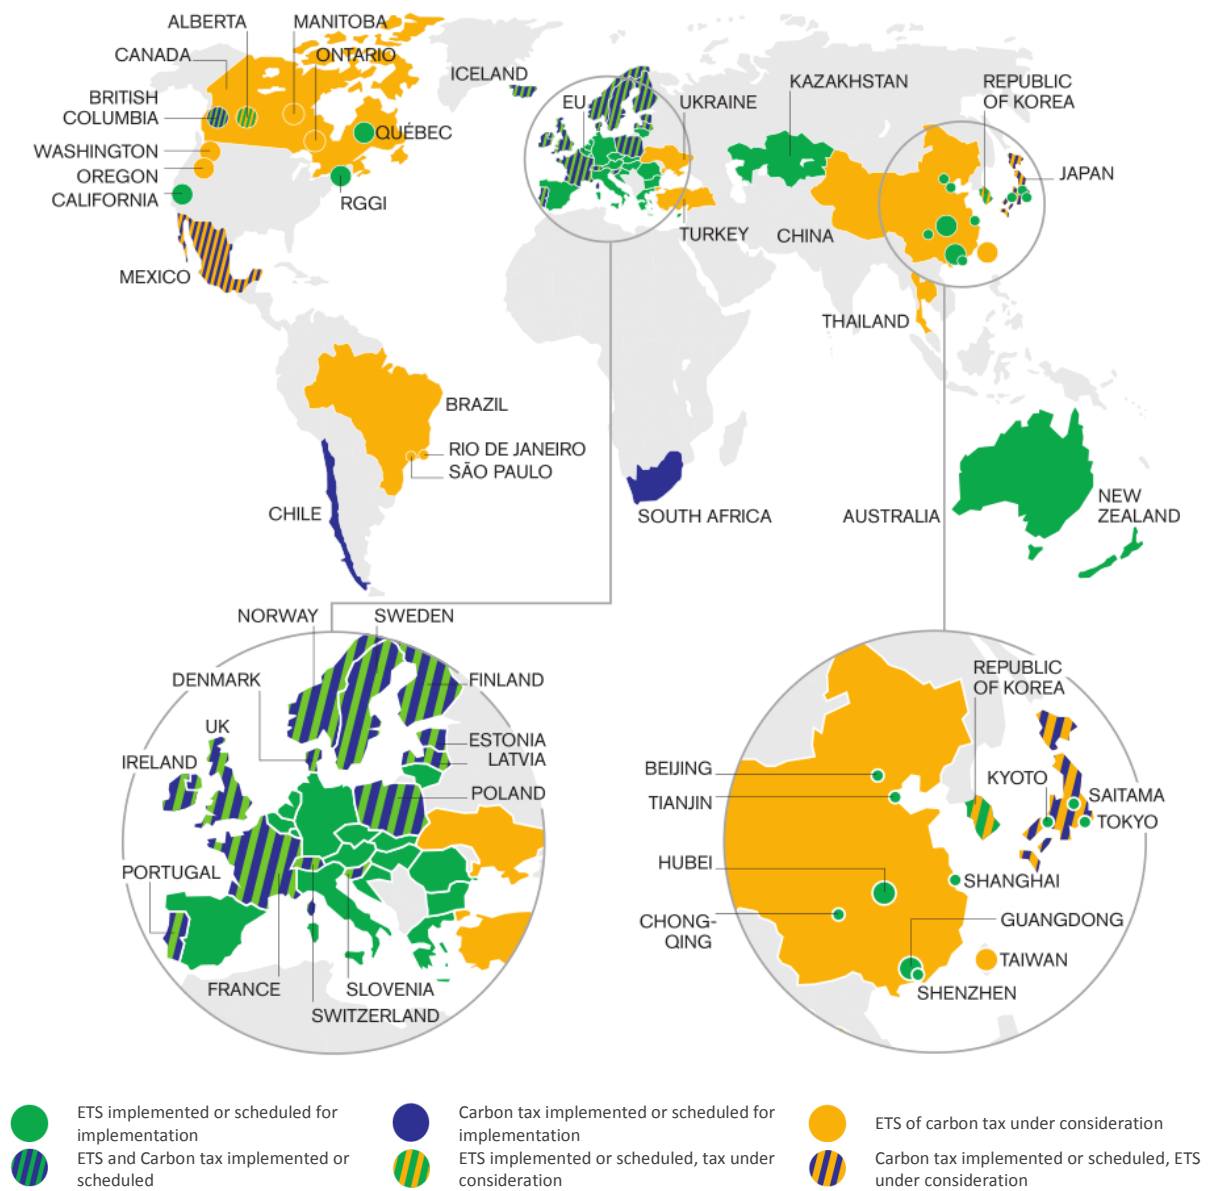 ALBERTA
MANITOBA
CANADA
ONTARIO
BRITISH
COLUMBIA
QUÉBEC
WASHINGTON
OREGON
CALIFORNIA
RGGI
MEXICO
ICELAND
EU
UKRAINE
KAZAKHSTAN
REPUBLIC
OF KOREA
JAPAN
TURKEY
CHINA
THAILAND
BRAZIL
RIO DE JANEIRO
SÃO PAULO
CHILE
SOUTH AFRICA
AUSTRALIA
NEW
ZEALAND
NORWAY
SWEDEN
DENMARK
FINLAND
UK
ESTONIA
LATVIA
IRELAND
POLAND
PORTUGAL
FRANCE
SLOVENIA
SWITZERLAND
REPUBLIC
OF KOREA
BEIJING
TIANJIN
KYOTO
SAITAMA
TOKYO
HUBEI
SHANGHAI
CHONG-
QING
GUANGDONG
TAIWAN
SHENZHEN
ETS implemented or scheduled for
implementation
Carbon tax implemented or scheduled for
implementation
ETS of carbon tax under consideration
ETS and Carbon tax implemented or
scheduled
ETS implemented or scheduled, tax under
consideration
Carbon tax implemented or scheduled, ETS
under consideration